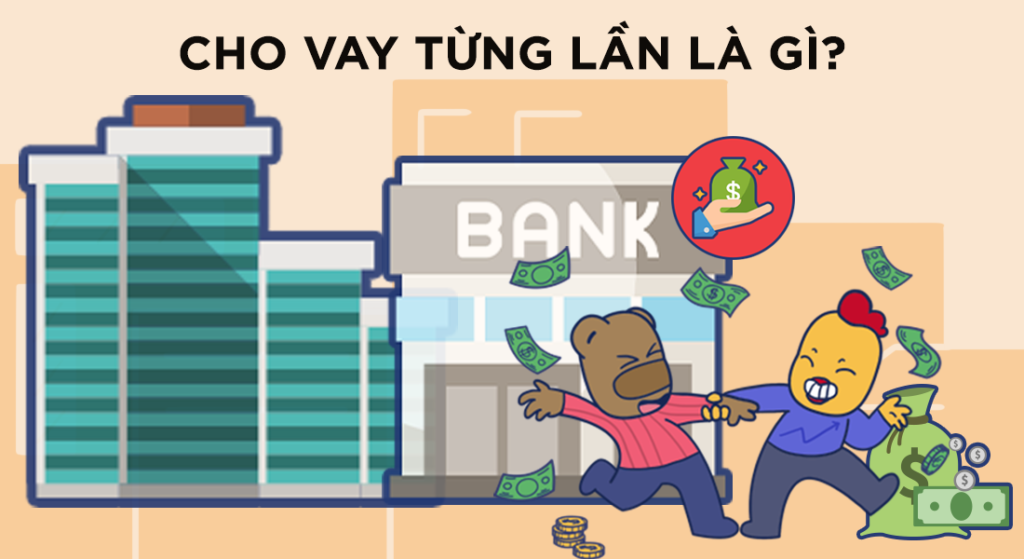 CHO VAY TỪNG LẦN LÀ GÌ?
BANK